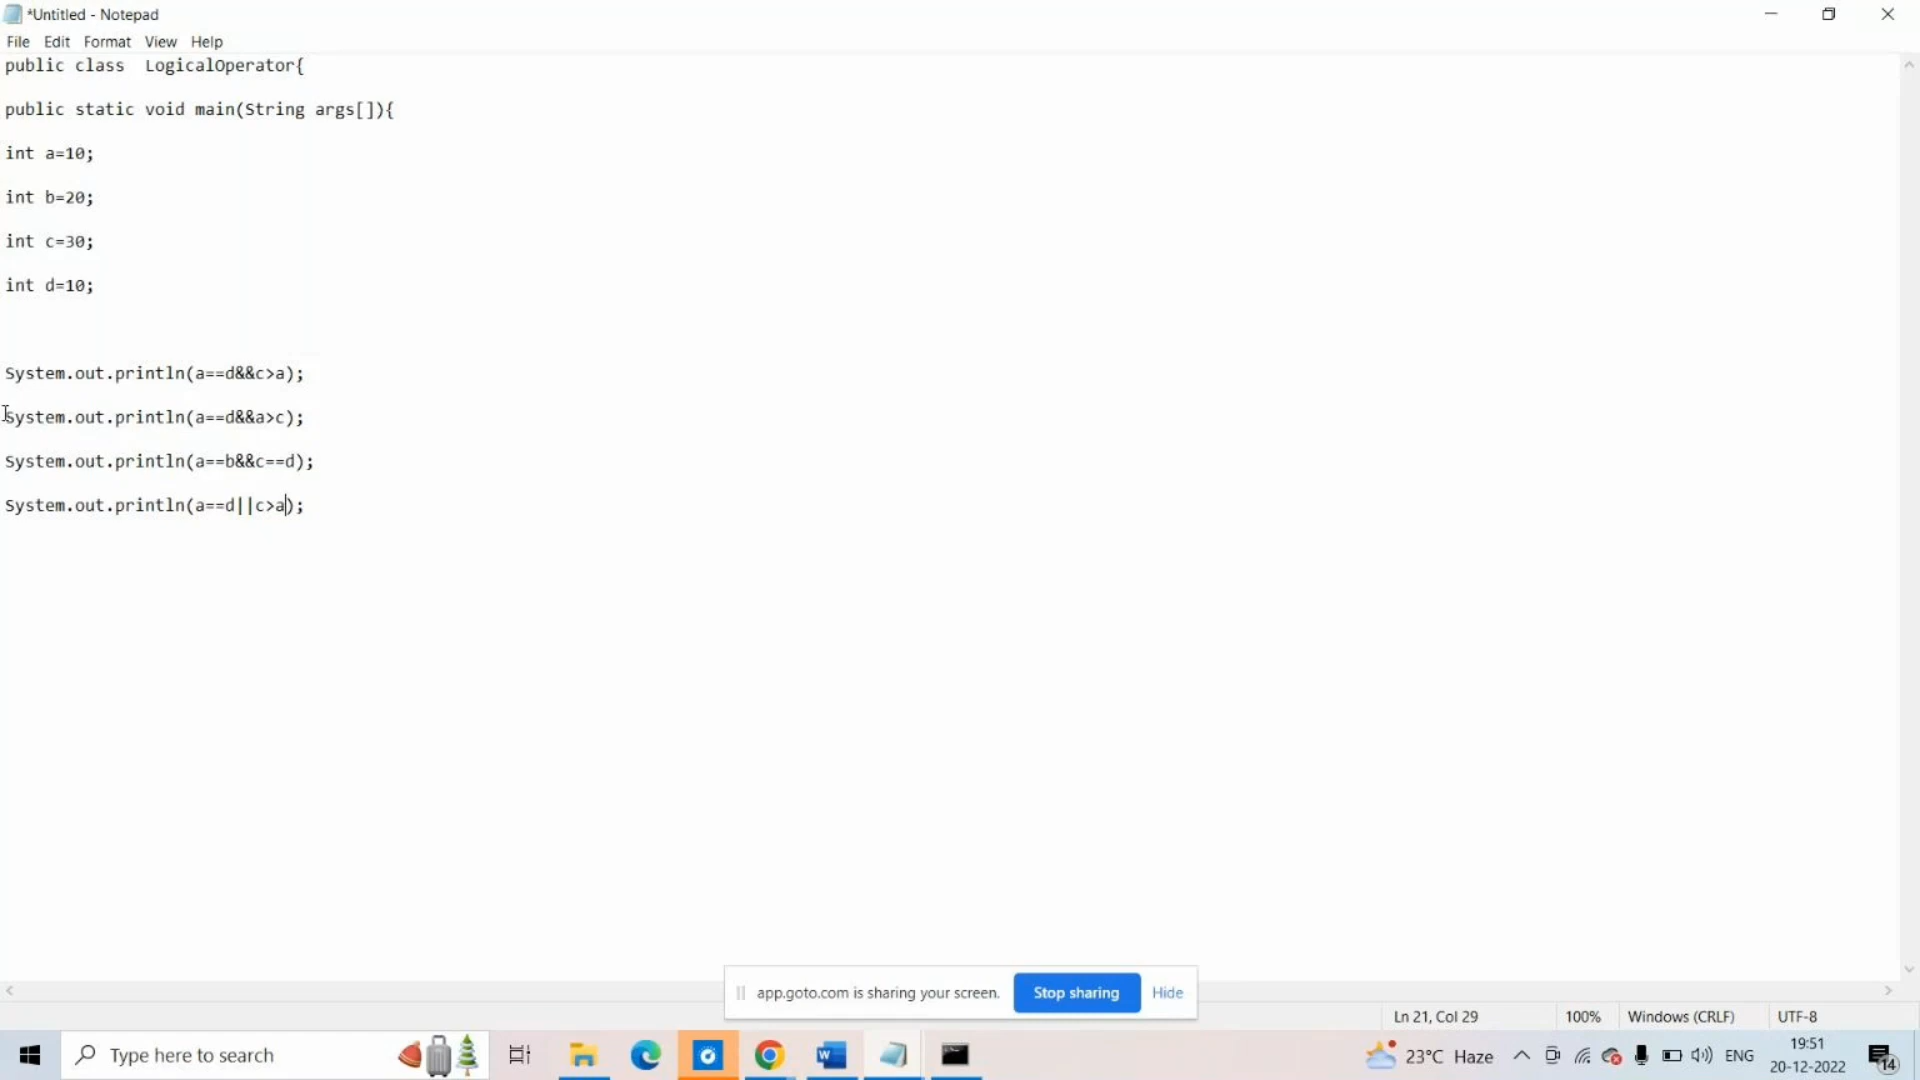 *Untitled - Notepad
File Edit Format View Help
public class  LogicalOperator{
public static void main(String args[]){
int a=10;
int b=20;
int c=30;
int d=10;
System.out.println(a==d&&c>a);
System.out.println(a==d&&a>c);
System.out.println(a==b&&c==d);
System.out.println(a==d||c>a);
app.goto.com is sharing your screen. Stop sharing Hide
Ln 21, Col 29 100% Windows (CRLF) UTF-8
Type here to search 23°C Haze ENG 19:51
20-12-2022 14